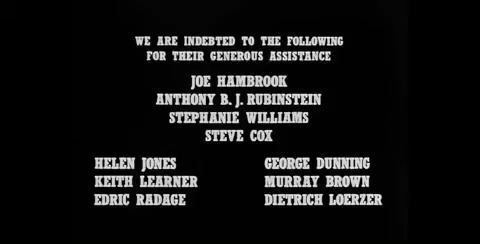 WE ARE INDEBTED TO THE FOLLOWING
FOR THEIR GENEROUS ASSISTANCE
JOE HAMBROOK
ANTHONY B. J. RUBINSTEIN
STEPHANIE WILLIAMS
STEVE COX
HELEN JONES
KEITH LEARNER
EDRIC RADAGE
GEORGE DUNNING
MURRAY BROWN
DIETRICH LOERZER